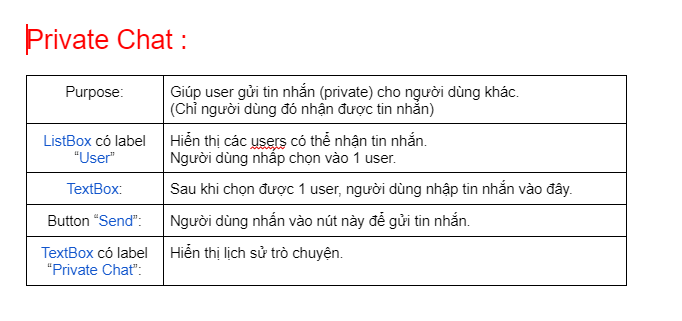 Private Chat :
Purpose:
Giúp user gửi tin nhắn (private) cho người dùng khác.
(Chỉ người dùng đó nhận được tin nhắn)
ListBox có label
“User”
Hiển thị các users có thể nhận tin nhắn.
Người dùng nhấp chọn vào 1 user.
TextBox:
Sau khi chọn được 1 user, người dùng nhập tin nhắn vào đây.
Button “Send”:
Người dùng nhấn vào nút này để gửi tin nhắn.
TextBox có label
“Private Chat”:
Hiển thị lịch sử trò chuyện.